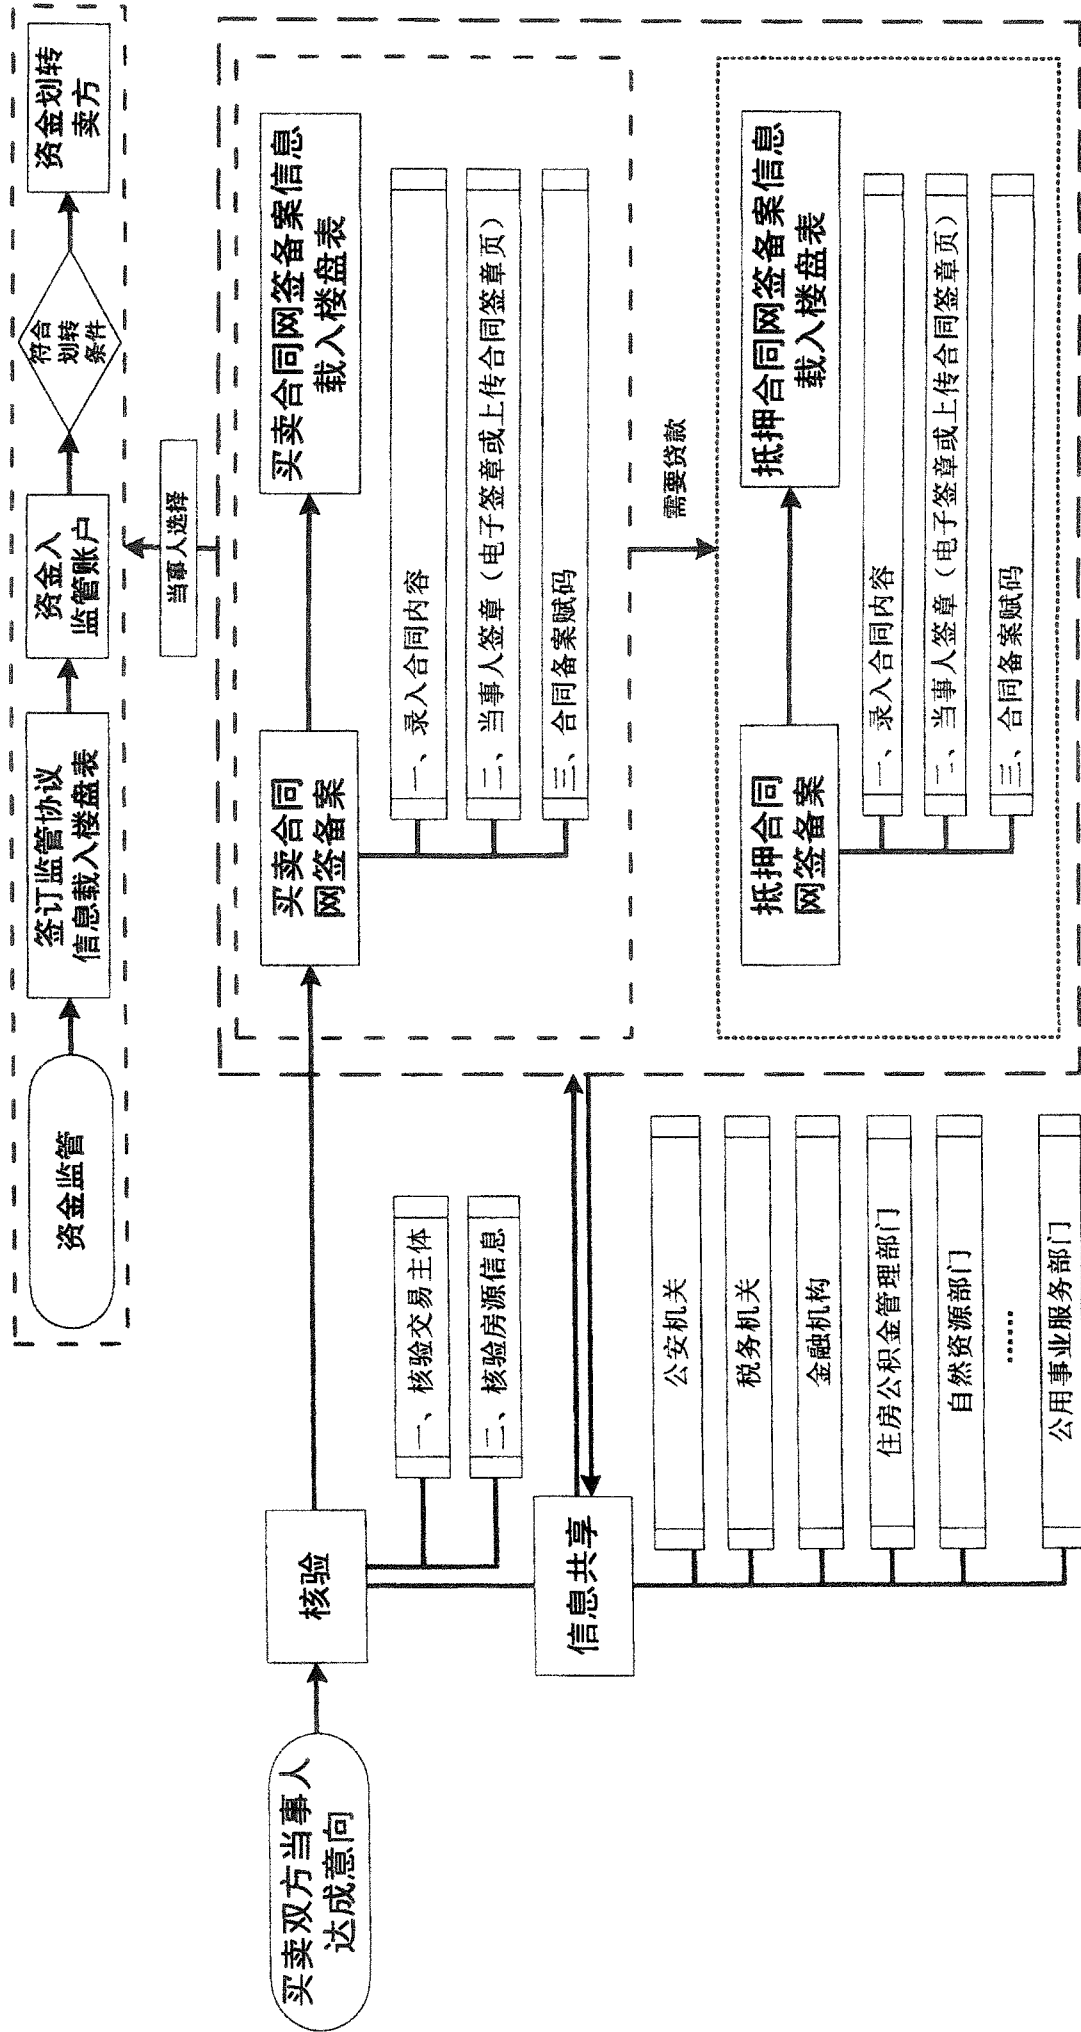 资金监管
签订监管协议
信息载入楼盘表
资金入
监管账户
符合
划转
条件
资金划转
卖方
当事人选择
买卖双方当事人
达成意向
核验
一、核验交易主体
二、核验房源信息
买卖合同
网签备案
买卖合同网签备案信息
载入楼盘表
一、录入合同内容
二、当事人签章（电子签章或上传合同签章页）
三、合同备案赋码
需要贷款
信息共享
公安机关
税务机关
金融机构
住房公积金管理部门
自然资源部门
......
公用事业服务部门
抵押合同
网签备案
抵押合同网签备案信息
载入楼盘表
一、录入合同内容
二、当事人签章（电子签章或上传合同签章页）
三、合同备案赋码